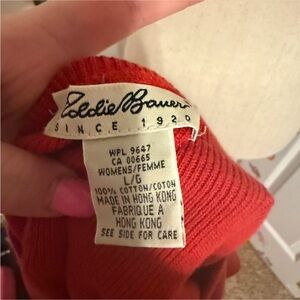 Eddie Bauer
SINCE 1920
WPL 9647
CA 00665
WOMENS/FEMME
L/G
100% COTTON/COTON
MADE IN HONG KONG
FABRIQUE A
HONG KONG
SEE SIDE FOR CARE